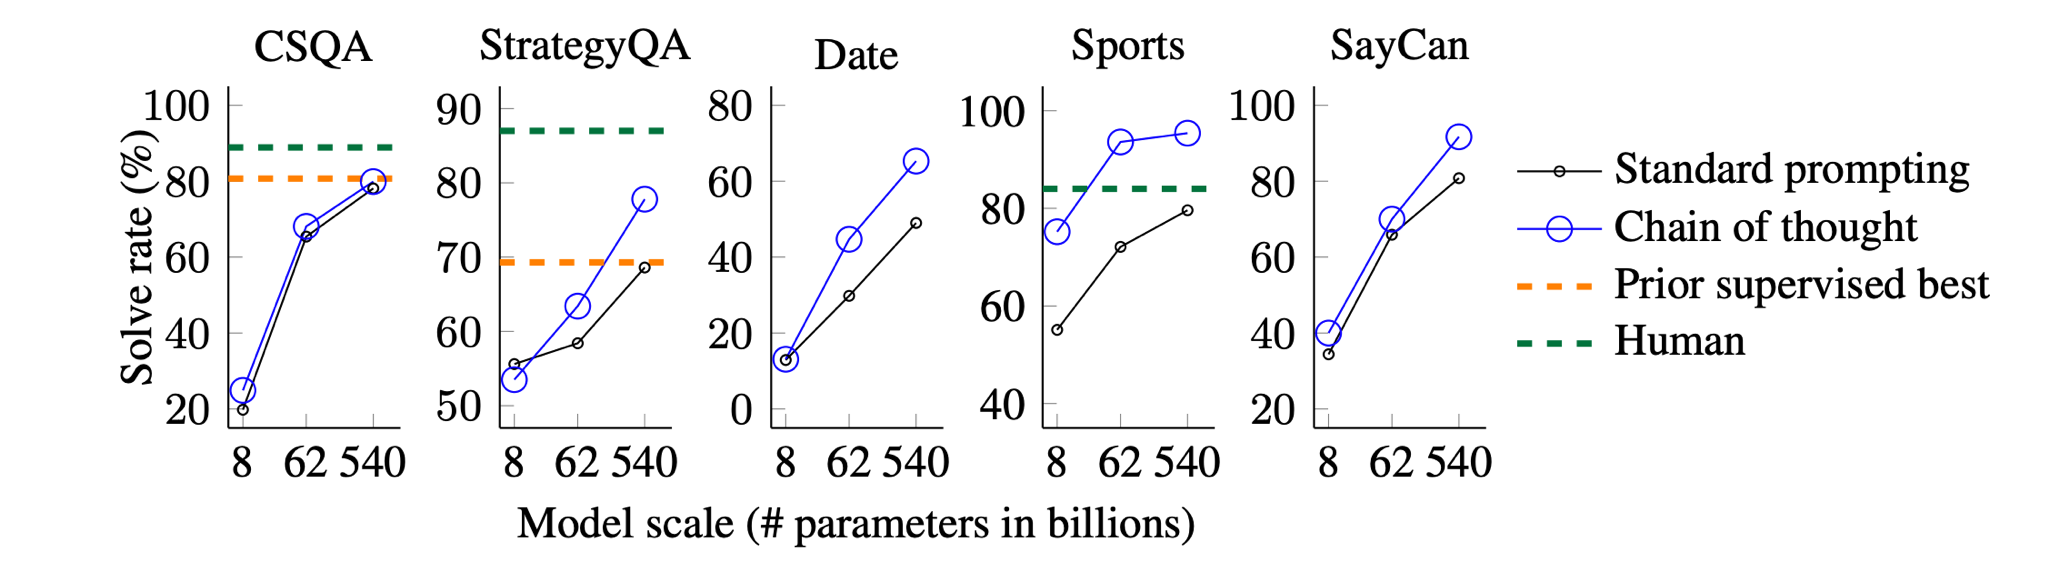 CSQA
StrategyQA
Date
Sports
SayCan
Solve rate (%)
100
80
60
40
20
8 62 540
90
80
70
60
50
8 62 540
80
60
40
20
0
8 62 540
100
80
60
40
8 62 540
100
80
60
40
20
8 62 540
Model scale (# parameters in billions)
Standard prompting
Chain of thought
Prior supervised best
Human